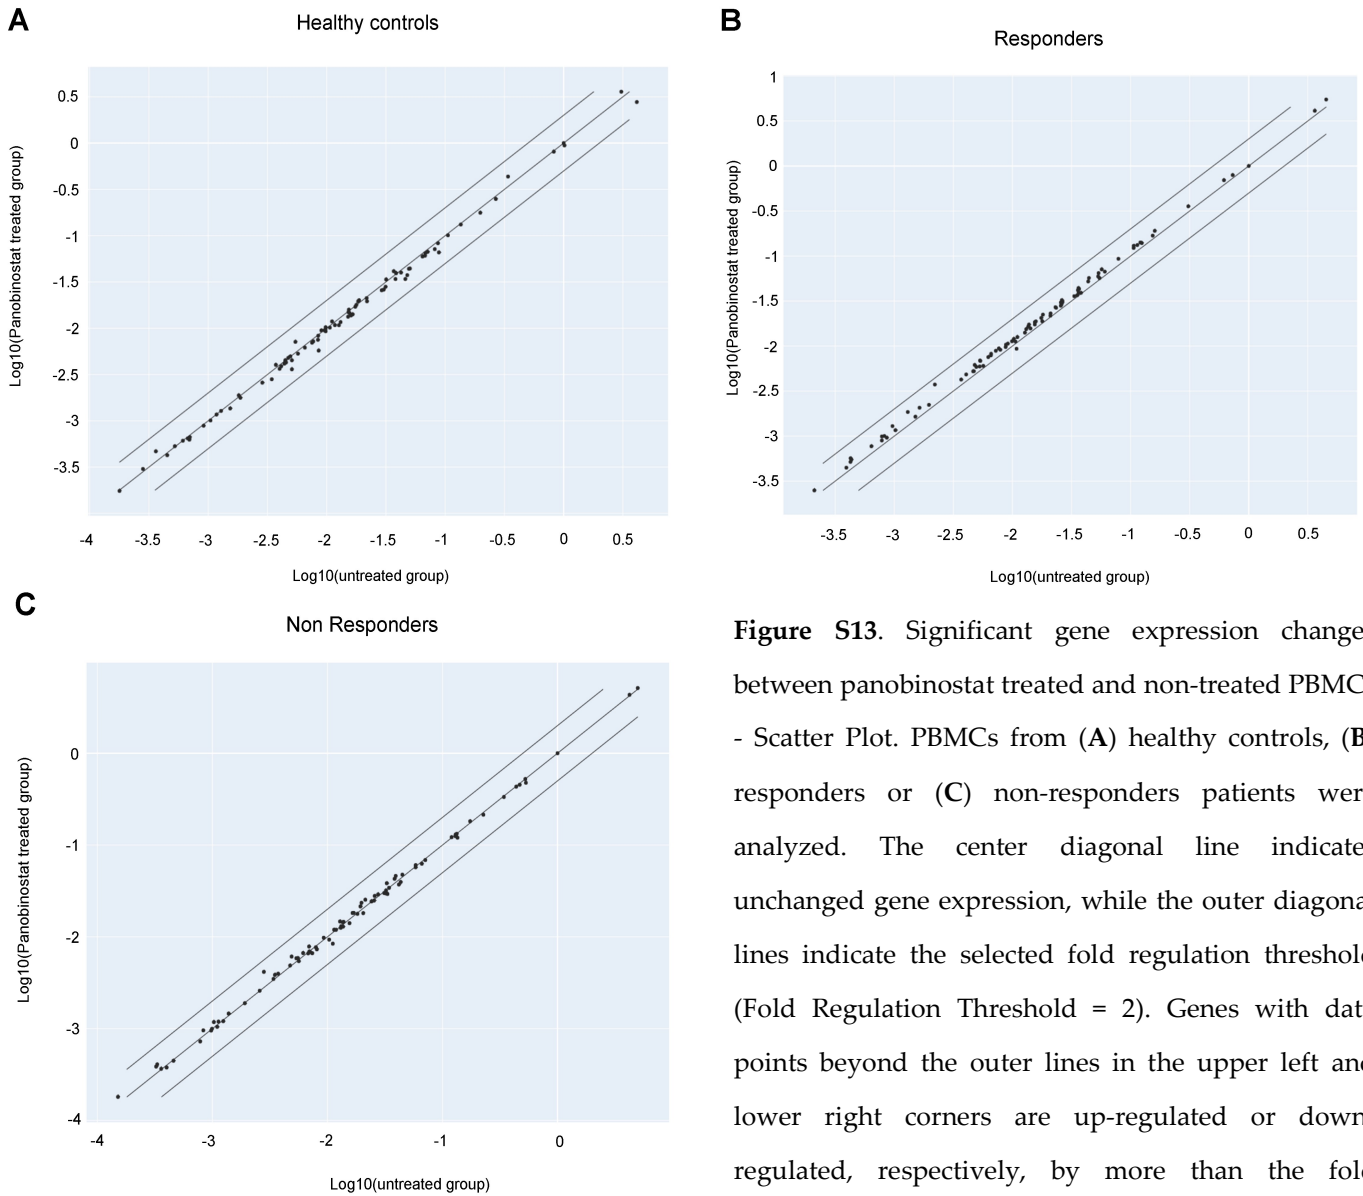 A
Healthy controls
0.5
0
-0.5
-1
-1.5
-2
-2.5
-3
-3.5
Log10(Panobinostat treated group)
-4
-3.5
-3
-2.5
-2
-1.5
-1
-0.5
0
0.5
Log10(untreated group)
B
Responders
1
0.5
0
-0.5
-1
-1.5
-2
-2.5
-3
-3.5
Log10(Panobinostat treated group)
-3.5
-3
-2.5
-2
-1.5
-1
-0.5
0
0.5
Log10(untreated group)
C
Non Responders
0
-1
-2
-3
-4
Log10(Panobinostat treated group)
-4
-3
-2
-1
0
Log10(untreated group)
Figure S13. Significant gene expression change
between panobinostat treated and non-treated PBMC
- Scatter Plot. PBMCs from (A) healthy controls, (B
responders or (C) non-responders patients wer
analyzed. The center diagonal line indicate
unchanged gene expression, while the outer diagona
lines indicate the selected fold regulation threshold
(Fold Regulation Threshold = 2). Genes with dat
points beyond the outer lines in the upper left and
lower right corners are up-regulated or down
regulated, respectively, by more than the fold